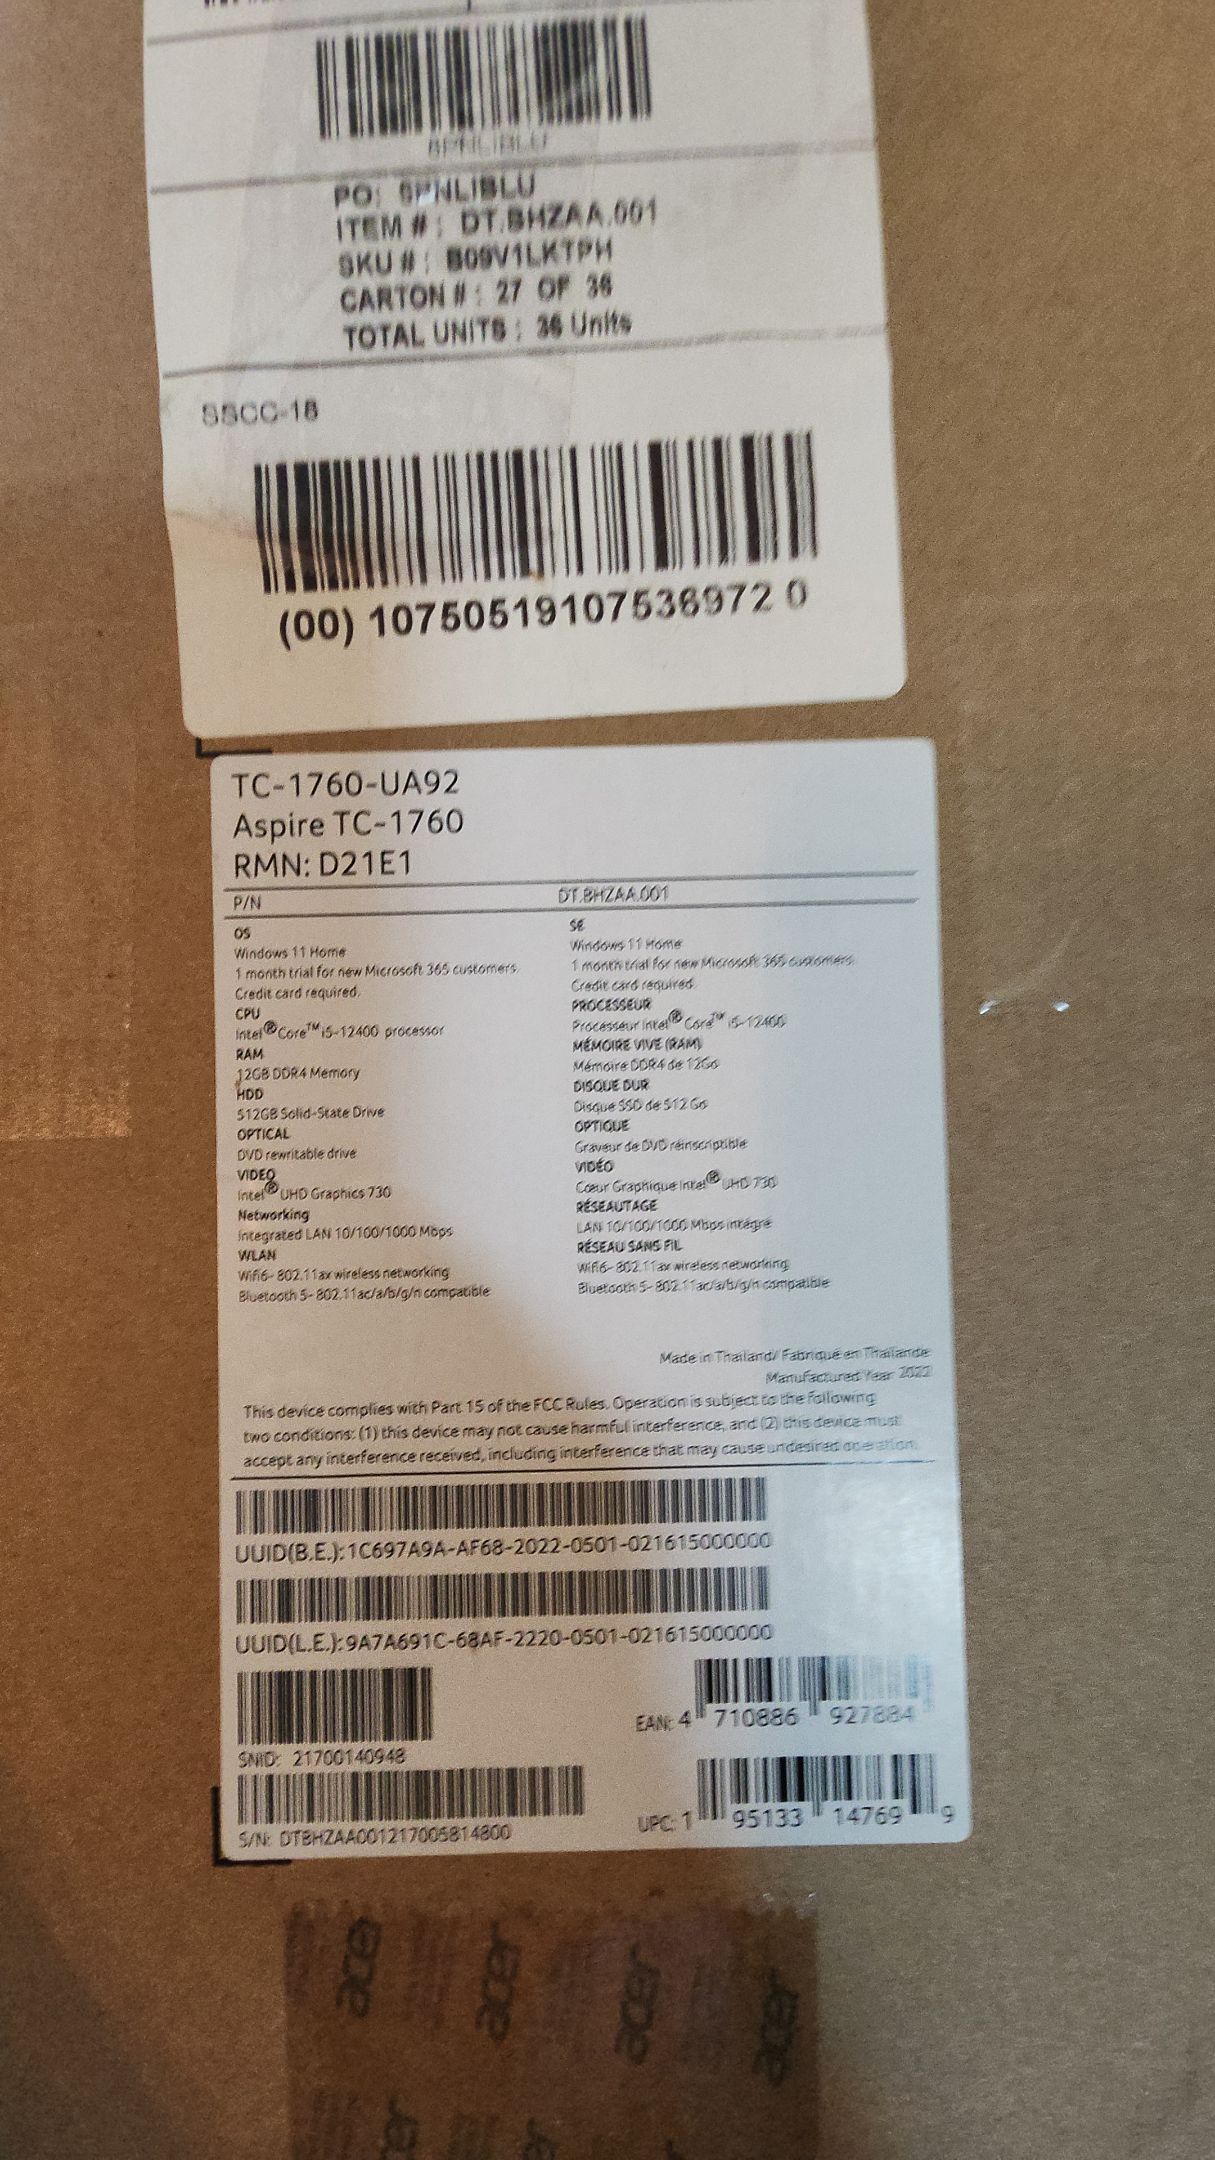 PO: 5PNLIBLU
ITEM # : DT.BHZAA.001
SKU # : B09V1LKTPH
CARTON # : 27 OF 36
TOTAL UNITS : 36 Units
SSCC-18
(00) 10750519107536972 0
TC-1760-UA92
Aspire TC-1760
RMN: D21E1
P/N DT.BHZAA.001
OS
Windows 11 Home
1 month trial for new Microsoft 365 customers.
Credit card required.
CPU
Intel® Core™ i5-12400 processor
RAM
12GB DDR4 Memory
HDD
512GB Solid-State Drive
OPTICAL
DVD rewritable drive
VIDEO
Intel® UHD Graphics 730
Networking
Integrated LAN 10/100/1000 Mbps
WLAN
Wifi6- 802.11ax wireless networking
Bluetooth 5- 802.11ac/a/b/g/n compatible
SE
Windows 11 Home
1 month trial for new Microsoft 365 customers.
Credit card required.
PROCESSEUR
Processeur Intel® Core™ i5-12400
MÉMOIRE VIVE (RAM)
Mémoire DDR4 de 12Go
DISQUE DUR
Disque SSD de 512 Go
OPTIQUE
Graveur de DVD réinscriptible
VIDÉO
Cœur Graphique Intel® UHD 730
RÉSEAUTAGE
LAN 10/100/1000 Mbps intégré
RÉSEAU SANS FIL
Wifi6- 802.11ax wireless networking
Bluetooth 5- 802.11ac/a/b/g/n compatible
Made in Thailand/ Fabriqué en Thaïlande
Manufactured Year 2022
This device complies with Part 15 of the FCC Rules. Operation is subject to the following
two conditions: (1) this device may not cause harmful interference, and (2) this device must
accept any interference received, including interference that may cause undesired operation.
UUID(B.E.):1C697A9A-AF68-2022-0501-021615000000
UUID(L.E.):9A7A691C-68AF-2220-0501-021615000000
SNID: 21700140948
EAN: 4 710886 927884
S/N: DTBHZAA001217005814800
UPC: 1 95133 14769 9
acer acer acer acer
acer acer